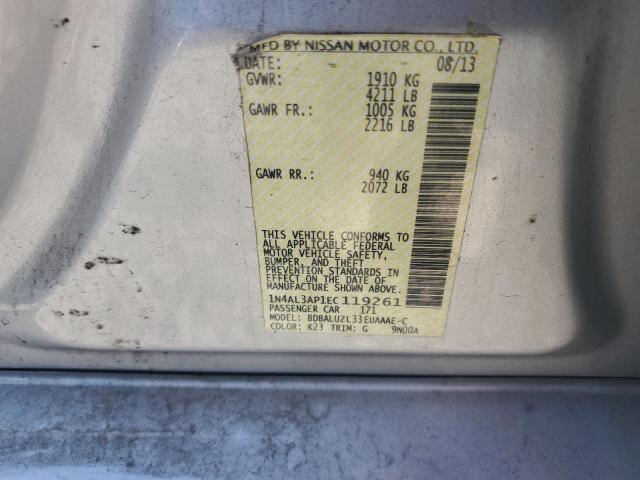 MFD BY NISSAN MOTOR CO., LTD.
DATE: 08/13
GVWR: 1910 KG
4211 LB
GAWR FR.: 1005 KG
2216 LB
GAWR RR.: 940 KG
2072 LB
THIS VEHICLE CONFORMS TO
ALL APPLICABLE FEDERAL
MOTOR VEHICLE SAFETY,
BUMPER, AND THEFT
PREVENTION STANDARDS IN
EFFECT ON THE DATE OF
MANUFACTURE SHOWN ABOVE.
1N4AL3AP1EC119261
PASSENGER CAR 171
MODEL: BDBALUZL33EUAAAE-C
COLOR: K23 TRIM: G 9N00A